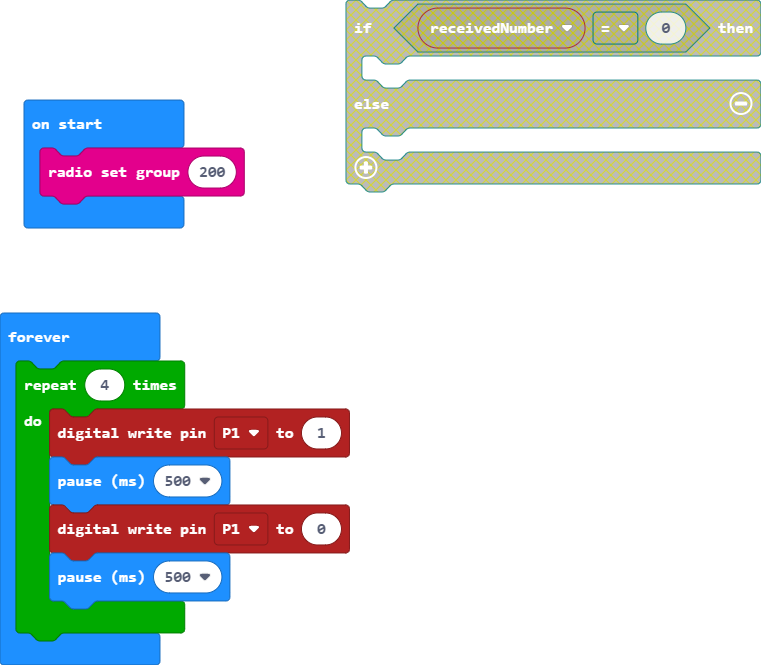 if receivedNumber = 0 then
else
on start
radio set group 200
forever
repeat 4 times
do
digital write pin P1 to 1
pause (ms) 500
digital write pin P1 to 0
pause (ms) 500